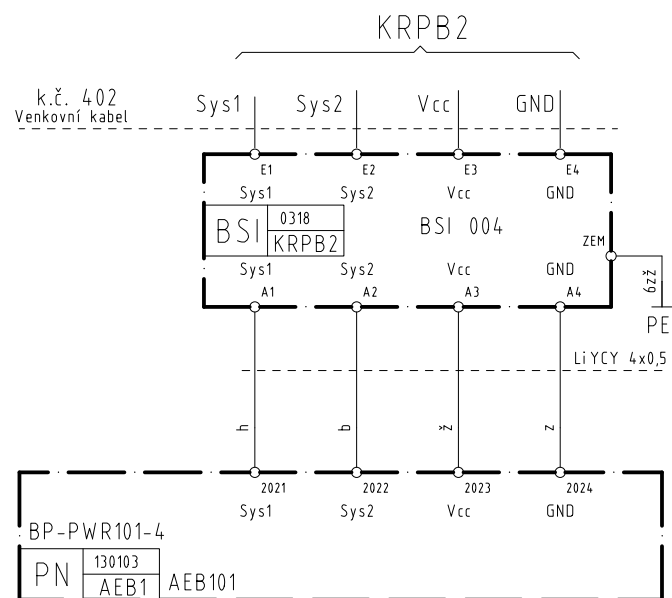 KRPB2
k.č. 402
Venkovní kabel
Sys1 Sys2 Vcc GND
E1 E2 E3 E4
Sys1 Sys2 Vcc GND
BSI 0318 KRPB2
BSI 004
ZEM
Sys1 Sys2 Vcc GND
A1 A2 A3 A4
zžg
PE
LiYCY 4x0,5
h b ž z
2021 2022 2023 2024
Sys1 Sys2 Vcc GND
BP-PWR101-4
PN 130103 AEB1
AEB101